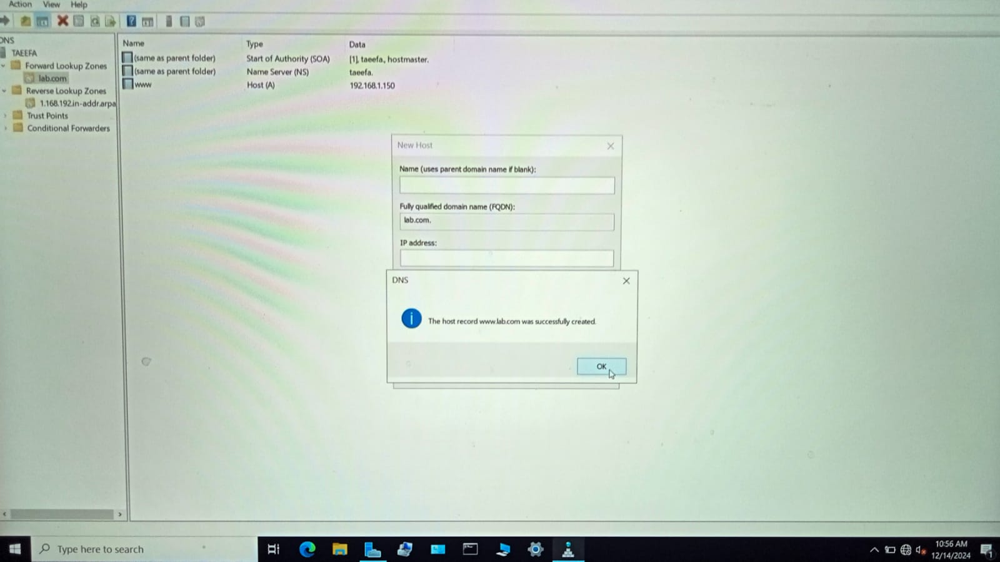 Action View Help
DNS
TAEEFA
Forward Lookup Zones
lab.com
Reverse Lookup Zones
1.168.192.in-addr.arpa
Trust Points
Conditional Forwarders
Name Type Data
(same as parent folder) Start of Authority (SOA) [1], taeefa., hostmaster.
(same as parent folder) Name Server (NS) taeefa.
www Host (A) 192.168.1.150
New Host
Name (uses parent domain name if blank):
Fully qualified domain name (FQDN):
lab.com.
IP address:
DNS
The host record www.lab.com was successfully created.
OK
Type here to search
10:56 AM
12/14/2024
1